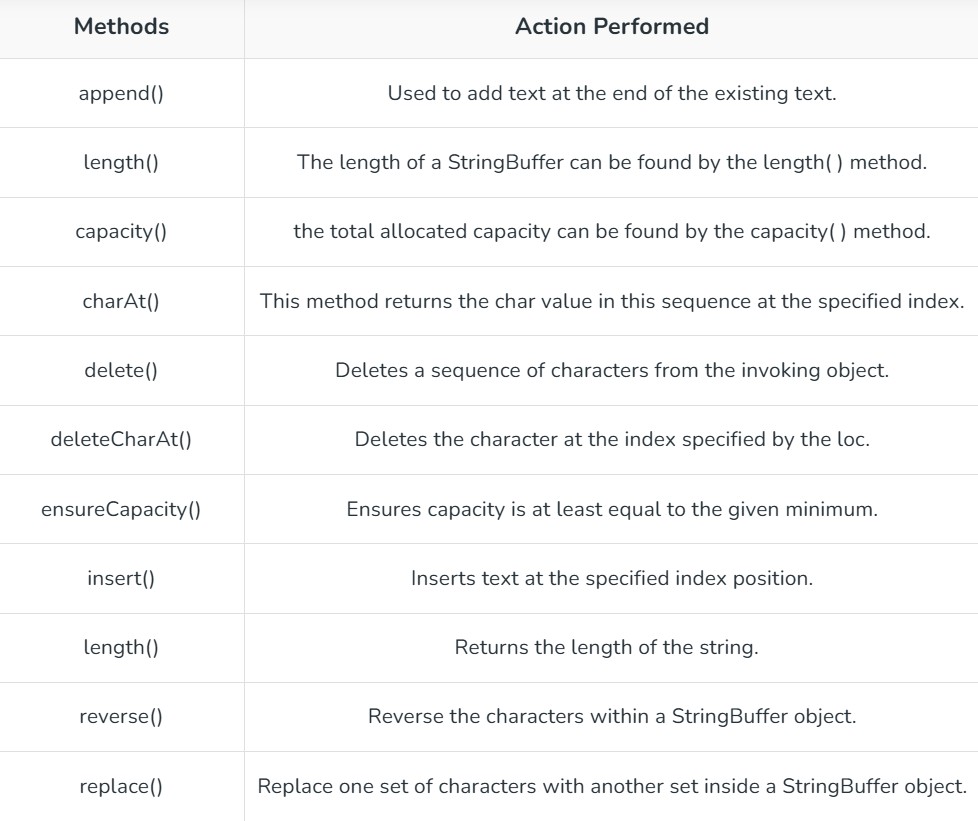 Methods Action Performed
append() Used to add text at the end of the existing text.
length() The length of a StringBuffer can be found by the length( ) method.
capacity() the total allocated capacity can be found by the capacity( ) method.
charAt() This method returns the char value in this sequence at the specified index.
delete() Deletes a sequence of characters from the invoking object.
deleteCharAt() Deletes the character at the index specified by the loc.
ensureCapacity() Ensures capacity is at least equal to the given minimum.
insert() Inserts text at the specified index position.
length() Returns the length of the string.
reverse() Reverse the characters within a StringBuffer object.
replace() Replace one set of characters with another set inside a StringBuffer object.